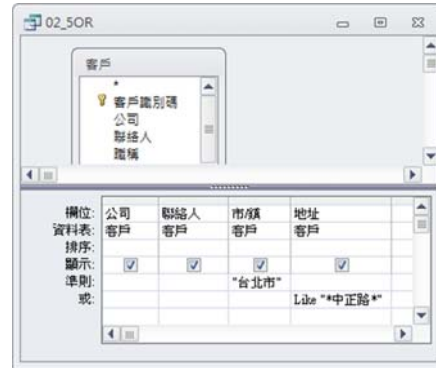 02_5OR
客戶
*
客戶識別碼
公司
聯絡人
職稱
欄位: 公司 聯絡人 市/鎮 地址
資料表: 客戶 客戶 客戶 客戶
排序:
顯示:
準則: "台北市"
或: Like "*中正路*"